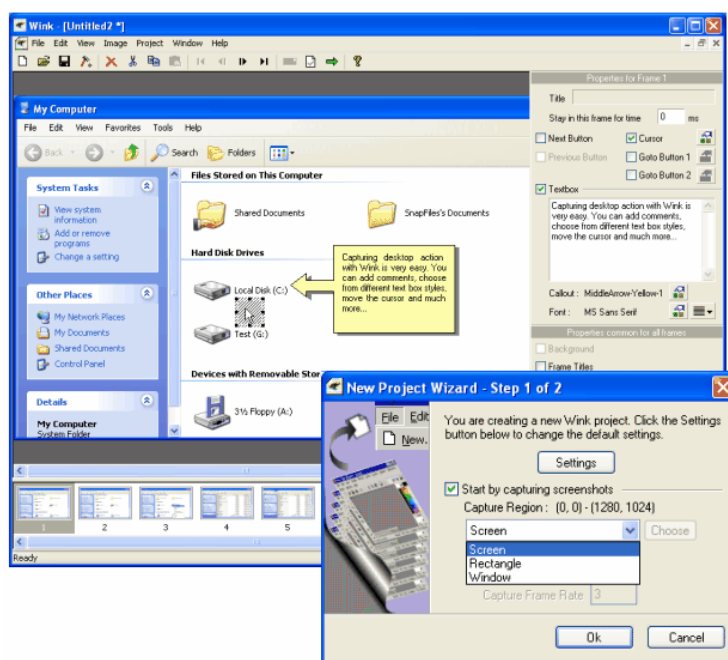 Wink - [Untitled2 *]
File Edit View Image Project Window Help
Properties for Frame 1
Title
Stay in this frame for time 0 ms
Next Button Cursor
Previous Button Goto Button 1
Goto Button 2
Textbox
Capturing desktop action with Wink is
very easy. You can add comments,
choose from different text box styles,
move the cursor and much more...
Callout : MiddleArrow-Yellow-1
Font : MS Sans Serif
Properties common for all frames
Background
Frame Titles
My Computer
File Edit View Favorites Tools Help
Back Search Folders
System Tasks
View system
information
Add or remove
programs
Change a setting
Other Places
My Network Places
My Documents
Shared Documents
Control Panel
Details
My Computer
System Folder
Files Stored on This Computer
Shared Documents SnapFiles's Documents
Hard Disk Drives
Local Disk (C:)
Test (G:)
Capturing desktop action
with Wink is very easy. You
can add comments, choose
from different text box styles,
move the cursor and much
more...
Devices with Removable Stor
3½ Floppy (A:)
1 2 3 4 5
Ready
New Project Wizard - Step 1 of 2
File Edit
New.
You are creating a new Wink project. Click the Settings
button below to change the default settings.
Settings
Start by capturing screenshots
Capture Region : (0, 0) - (1280, 1024)
Screen Choose
Screen
Rectangle
Window
Capture Frame Rate 3
Ok Cancel